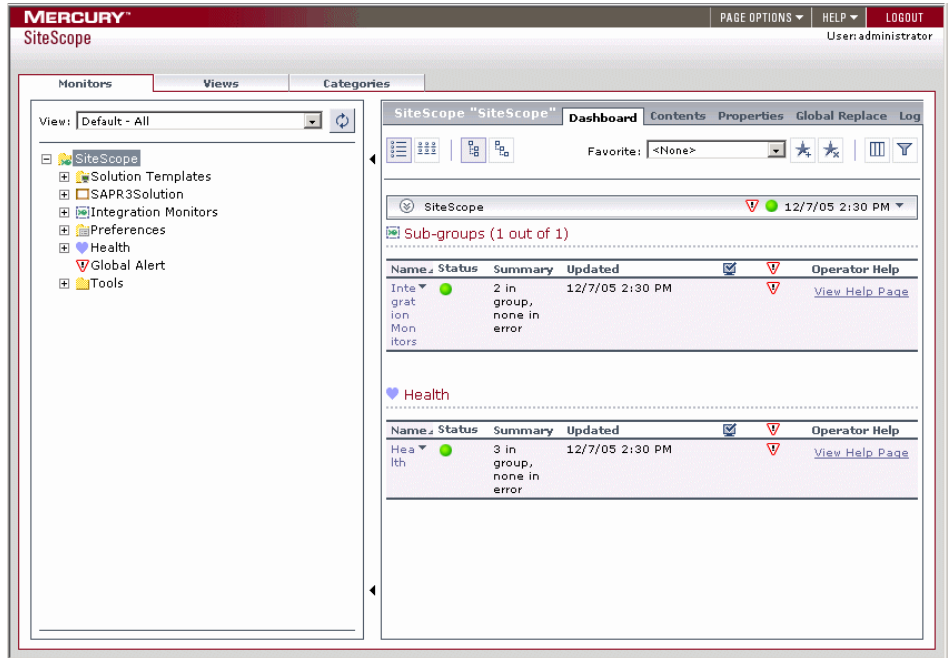 MERCURY™
PAGE OPTIONS HELP LOGOUT
SiteScope
User: administrator
Monitors Views Categories
View: Default - All
SiteScope
Solution Templates
SAPR3Solution
Integration Monitors
Preferences
Health
Global Alert
Tools
SiteScope "SiteScope" Dashboard Contents Properties Global Replace Log
Favorite: <None>
SiteScope 12/7/05 2:30 PM
Sub-groups (1 out of 1)
Name Status Summary Updated Operator Help
Inte 2 in 12/7/05 2:30 PM View Help Page
grat group,
ion none in
Mon error
itors
Health
Name Status Summary Updated Operator Help
Hea 3 in 12/7/05 2:30 PM View Help Page
lth group,
none in
error